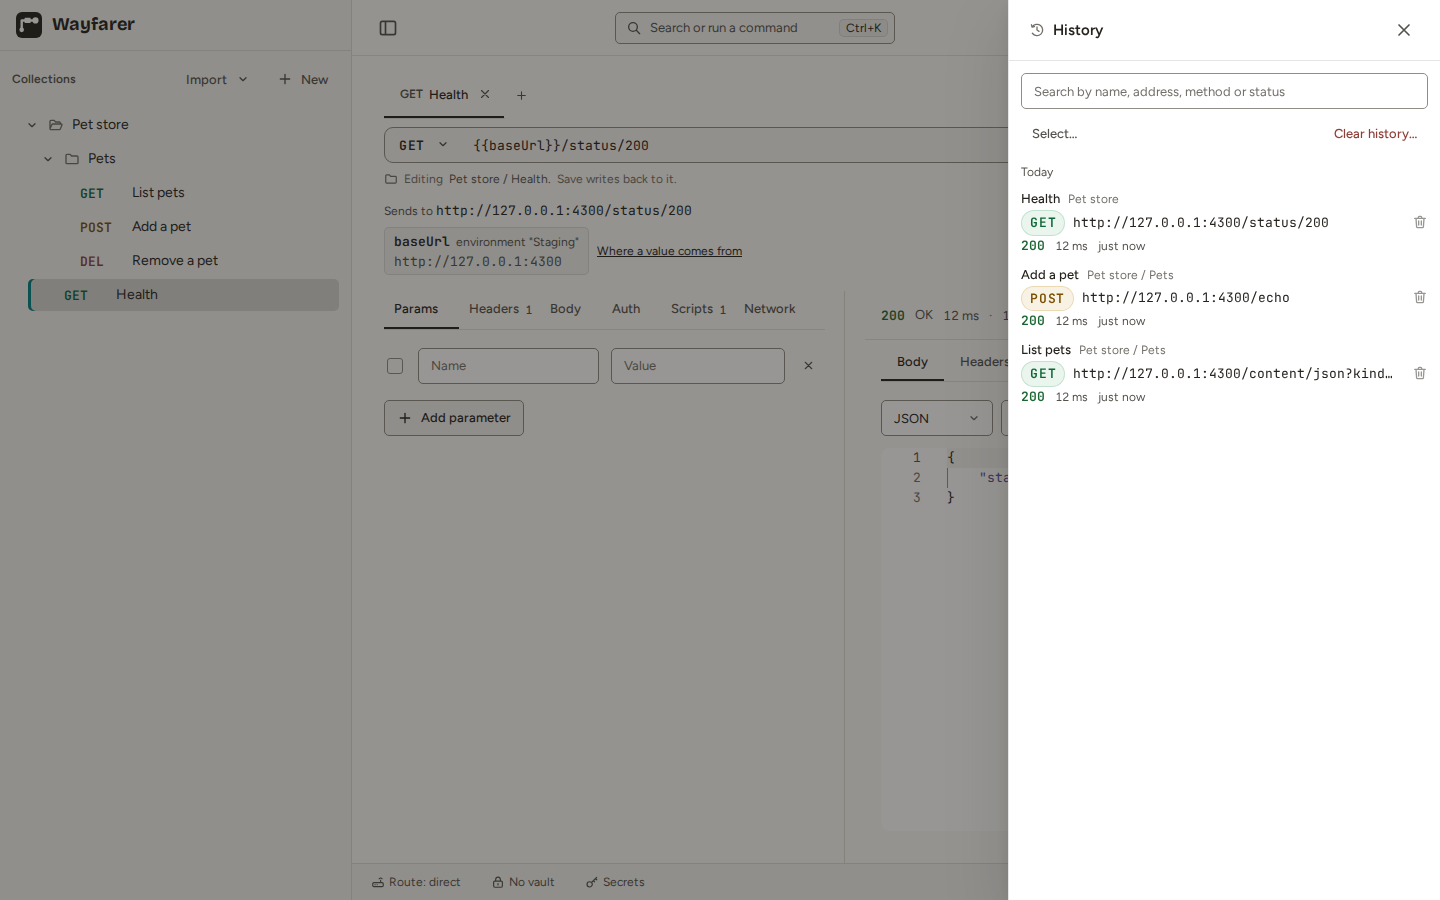 Wayfarer
Search or run a command Ctrl+K
History
Collections Import New
Pet store
Pets
GET List pets
POST Add a pet
DEL Remove a pet
GET Health
GET Health
GET {{baseUrl}}/status/200
Editing Pet store / Health. Save writes back to it.
Sends to http://127.0.0.1:4300/status/200
baseUrl environment "Staging"
http://127.0.0.1:4300
Where a value comes from
Params Headers 1 Body Auth Scripts 1 Network
Name Value
Add parameter
200 OK 12 ms · 1
Body Headers
JSON
1 {
2 "sta
3 }
Route: direct No vault Secrets
Search by name, address, method or status
Select... Clear history...
Today
Health Pet store
GET http://127.0.0.1:4300/status/200
200 12 ms just now
Add a pet Pet store / Pets
POST http://127.0.0.1:4300/echo
200 12 ms just now
List pets Pet store / Pets
GET http://127.0.0.1:4300/content/json?kind...
200 12 ms just now